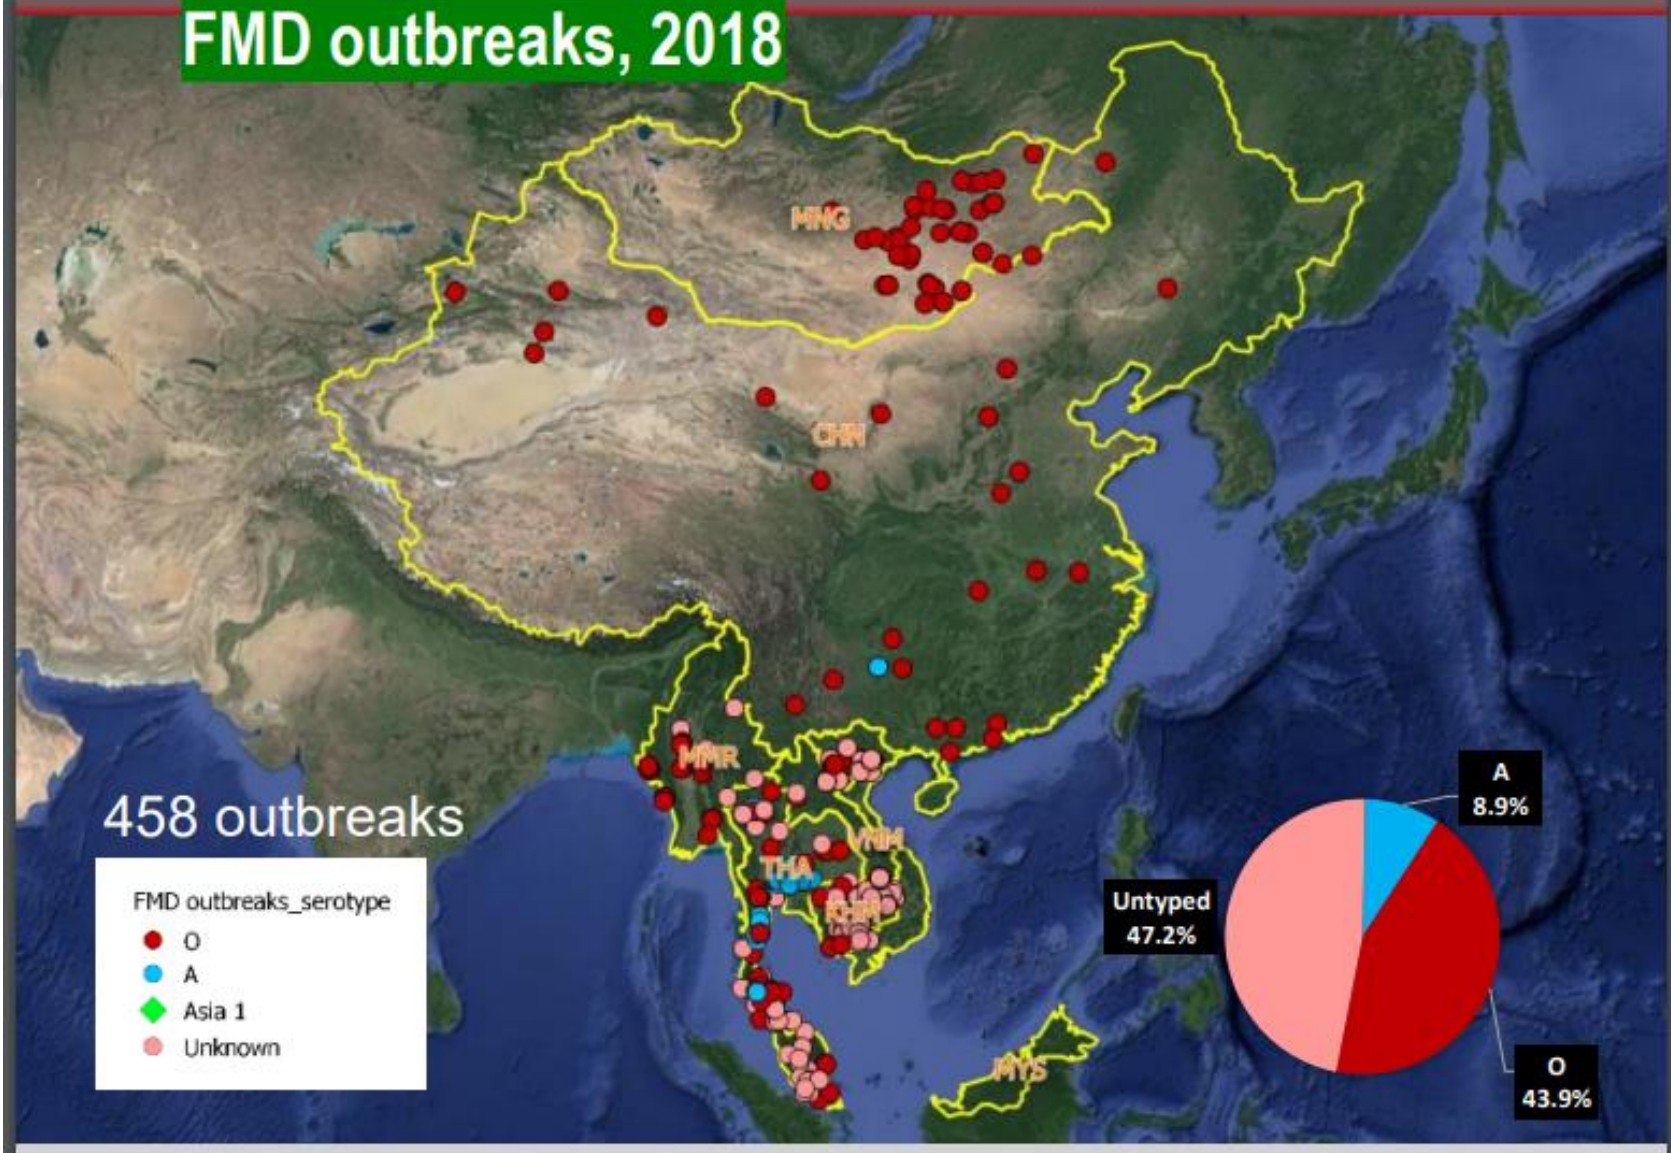 FMD outbreaks, 2018
MNG
CHN
MMR
458 outbreaks
VNM
THA
KHM
MYS
FMD outbreaks_serotype
O
A
Asia 1
Unknown
A
8.9%
Untyped
47.2%
O
43.9%